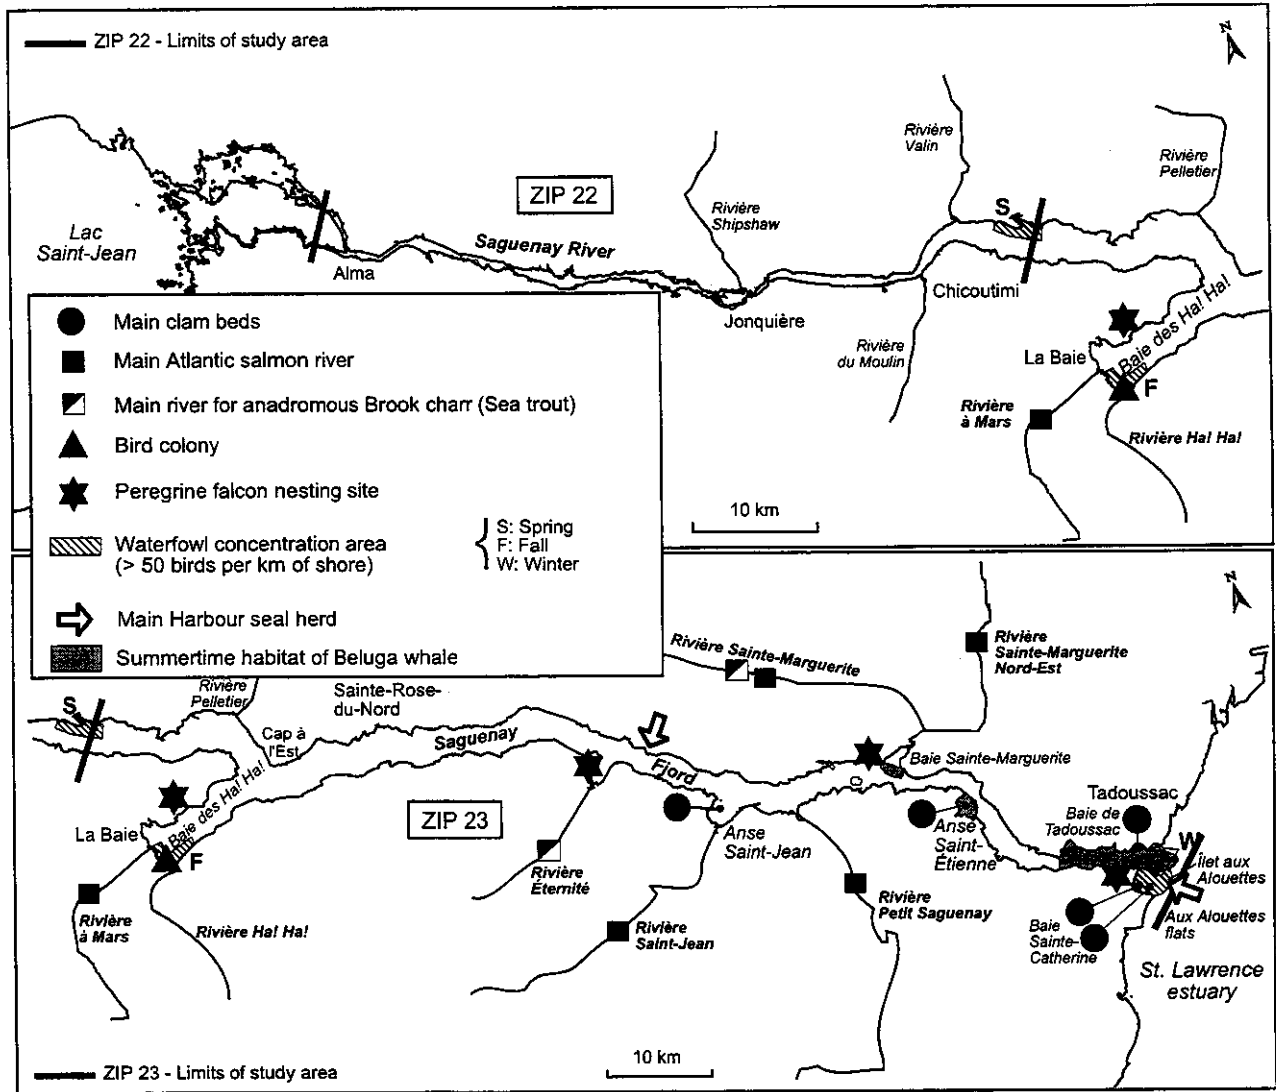 ZIP 22 - Limits of study area
N
Rivière
Valin
Rivière
Pelletier
ZIP 22
S
Rivière
Shipshaw
Lac
Saint-Jean
Saguenay River
Alma
Chicoutimi
Jonquière
Baie des Ha! Ha!
La Baie
Rivière
du Moulin
F
Rivière
à Mars
Rivière Ha! Ha!
10 km
Main clam beds
Main Atlantic salmon river
Main river for anadromous Brook charr (Sea trout)
Bird colony
Peregrine falcon nesting site
Waterfowl concentration area
(> 50 birds per km of shore)
S: Spring
F: Fall
W: Winter
Main Harbour seal herd
Summertime habitat of Beluga whale
N
Rivière Sainte-Marguerite
Rivière
Sainte-Marguerite
Nord-Est
Rivière
Pelletier
Sainte-Rose-
du-Nord
S
Cap à
l'Est
Saguenay
Fjord
Baie Sainte-Marguerite
Baie des Ha! Ha!
La Baie
F
ZIP 23
Anse
Saint-Jean
Anse
Saint-
Étienne
Tadoussac
Baie de
Tadoussac
W
Îlet aux
Alouettes
Rivière
Éternité
Rivière
Petit Saguenay
Aux Alouettes
flats
Rivière
à Mars
Rivière Ha! Ha!
Rivière
Saint-Jean
Baie
Sainte-
Catherine
St. Lawrence
estuary
10 km
ZIP 23 - Limits of study area